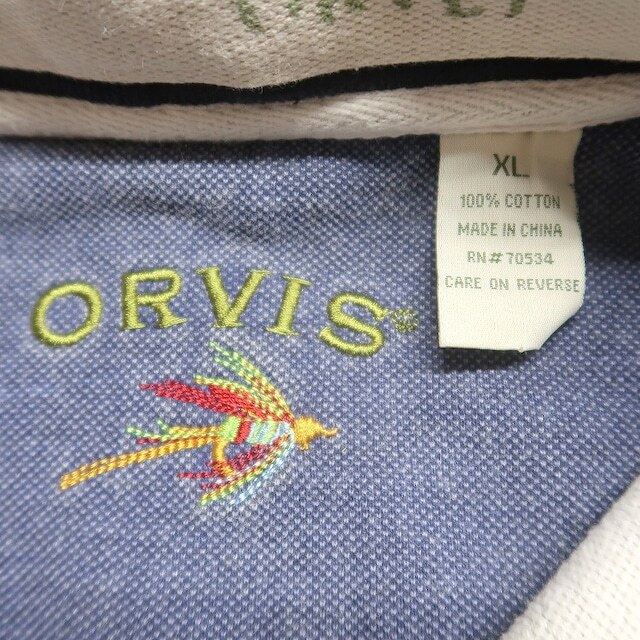 XL
100% COTTON
MADE IN CHINA
RN# 70534
CARE ON REVERSE
ORVIS®